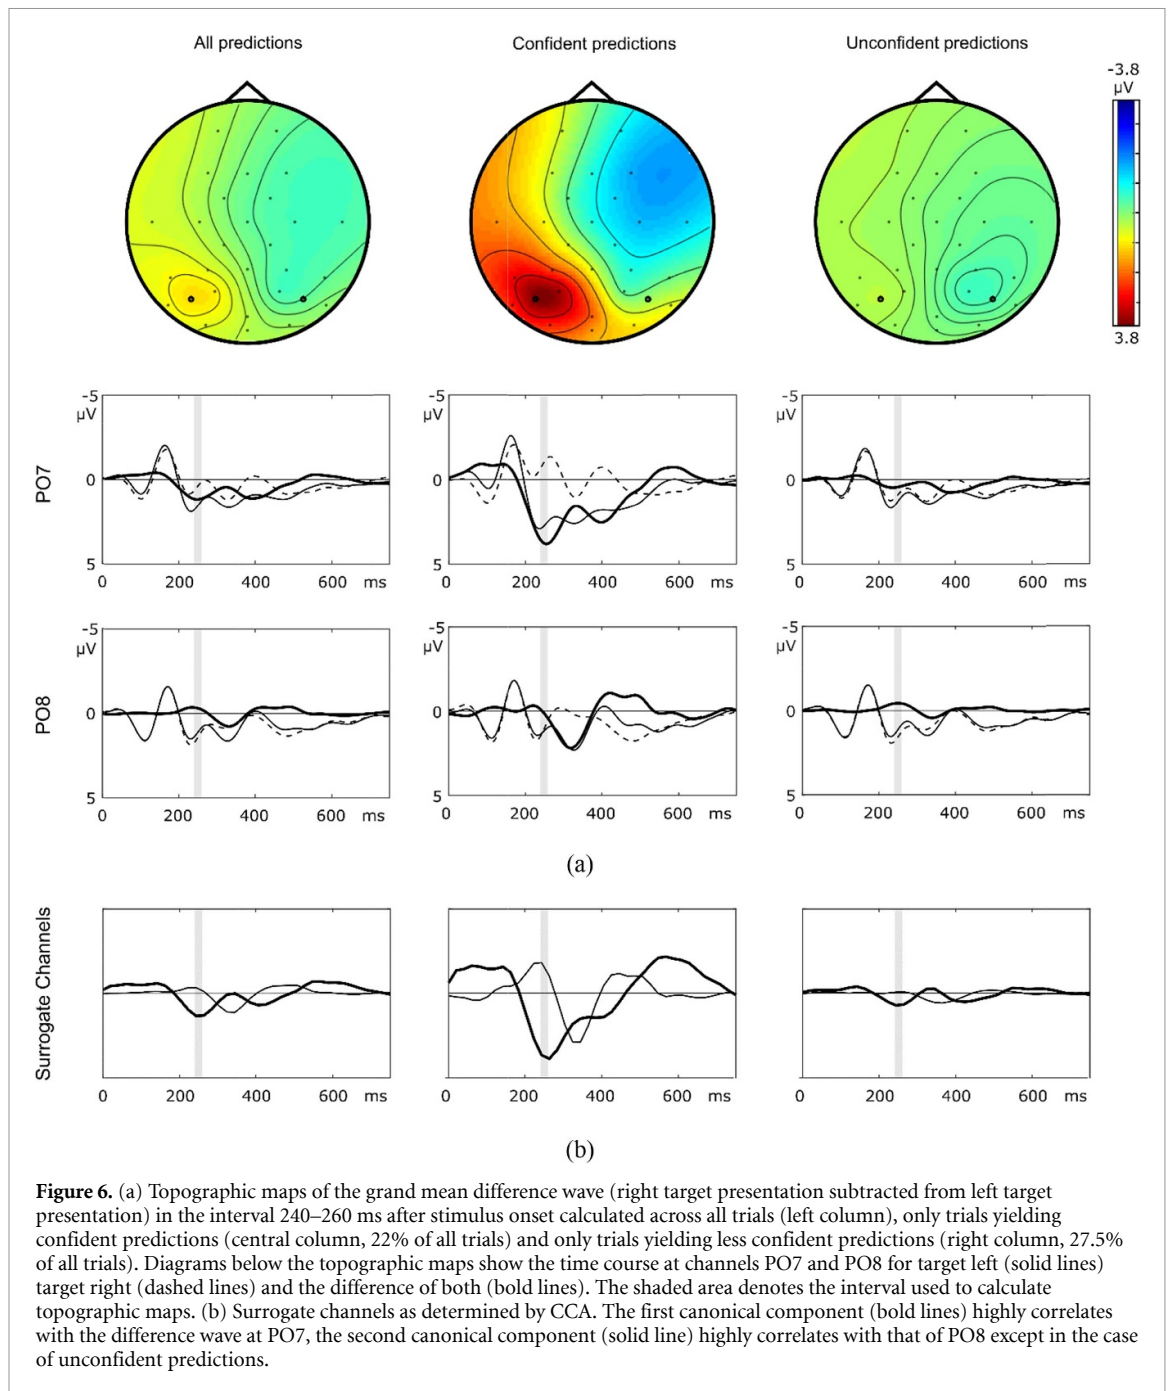 All predictions
Confident predictions
Unconfident predictions
-3.8
µV
3.8
-5
µV
0
5
0 200 400 600 ms
-5
µV
0
5
0 200 400 600 ms
-5
µV
0
5
0 200 400 600 ms
PO7
-5
µV
0
5
0 200 400 600 ms
-5
µV
0
5
0 200 400 600 ms
-5
µV
0
5
0 200 400 600 ms
PO8
(a)
Surrogate Channels
0 200 400 600 ms
0 200 400 600 ms
0 200 400 600 ms
(b)
Figure 6. (a) Topographic maps of the grand mean difference wave (right target presentation subtracted from left target
presentation) in the interval 240–260 ms after stimulus onset calculated across all trials (left column), only trials yielding
confident predictions (central column, 22% of all trials) and only trials yielding less confident predictions (right column, 27.5%
of all trials). Diagrams below the topographic maps show the time course at channels PO7 and PO8 for target left (solid lines)
target right (dashed lines) and the difference of both (bold lines). The shaded area denotes the interval used to calculate
topographic maps. (b) Surrogate channels as determined by CCA. The first canonical component (bold lines) highly correlates
with the difference wave at PO7, the second canonical component (solid line) highly correlates with that of PO8 except in the case
of unconfident predictions.